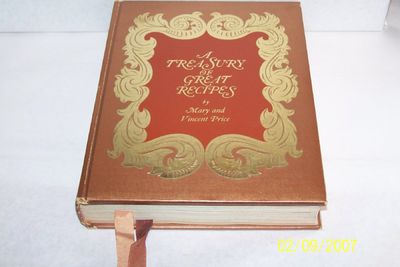 A
TREASURY
OF
GREAT
RECIPES
by
Mary and
Vincent Price
02/09/2007